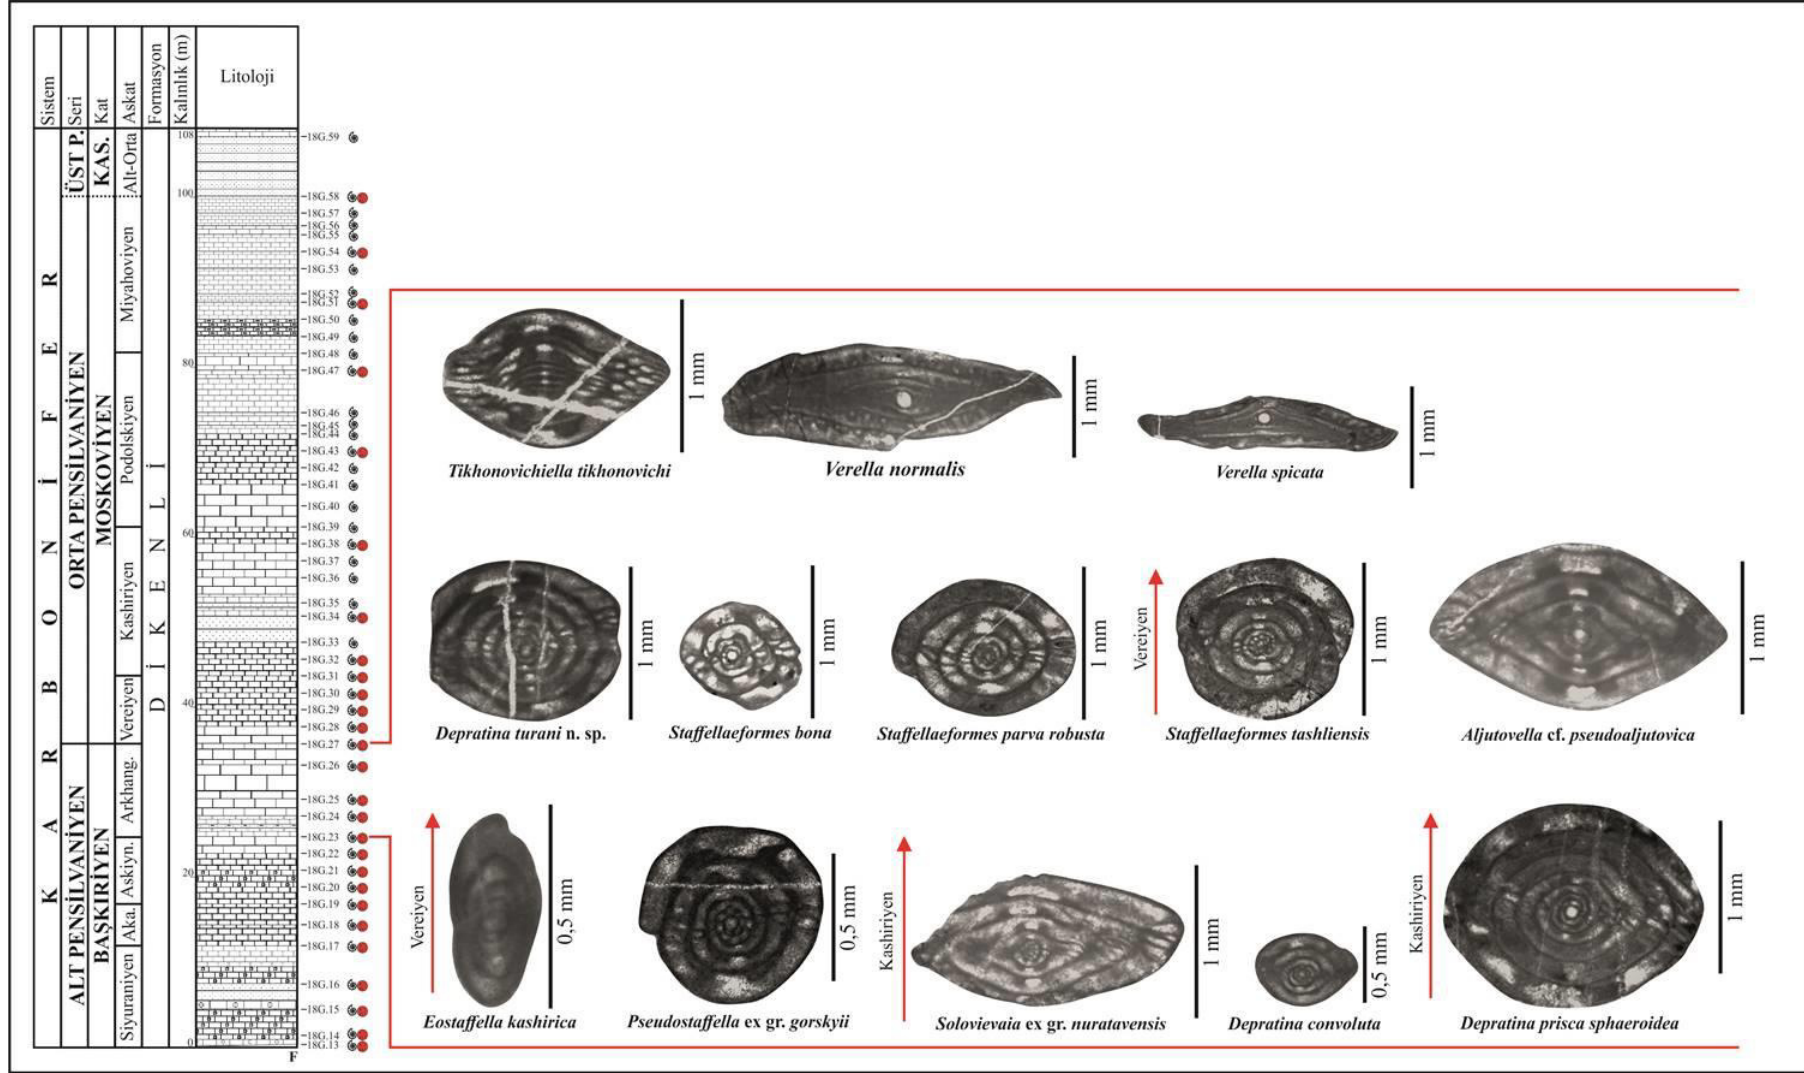 Sistem
Seri
Kat
Askat
Formasyon
Kalınlık (m)
Litoloji
K A R B O N İ F E R
ÜST P.
ORTA PENSİLVANİYEN
ALT PENSİLVANİYEN
KAS.
MOSKOVİYEN
BAŞKIRİYEN
Alt-Orta
Miyahoviyen
Podolskiyen
Kashiriyen
Vereiyen
Arkhang.
Askiyn.
Aka.
Siyuraniyen
D İ K E N L İ
108
100
80
60
40
20
0
F
18G.59
18G.58
18G.57
18G.56
18G.55
18G.54
18G.53
18G.52
18G.51
18G.50
18G.49
18G.48
18G.47
18G.46
18G.45
18G.44
18G.43
18G.42
18G.41
18G.40
18G.39
18G.38
18G.37
18G.36
18G.35
18G.34
18G.33
18G.32
18G.31
18G.30
18G.29
18G.28
18G.27
18G.26
18G.25
18G.24
18G.23
18G.22
18G.21
18G.20
18G.19
18G.18
18G.17
18G.16
18G.15
18G.14
18G.13
1 mm
1 mm
1 mm
Tikhonovichiella tikhonovichi
Verella normalis
Verella spicata
1 mm
1 mm
1 mm
Vereiyen
1 mm
1 mm
Depratina turani n. sp.
Staffellaeformes bona
Staffellaeformes parva robusta
Staffellaeformes tashliensis
Aljutovella cf. pseudoaljutovica
Vereiyen
0,5 mm
0,5 mm
Kashiriyen
1 mm
0,5 mm
Kashiriyen
1 mm
Eostaffella kashirica
Pseudostaffella ex gr. gorskyii
Solovievaia ex gr. nuratavensis
Depratina convoluta
Depratina prisca sphaeroidea